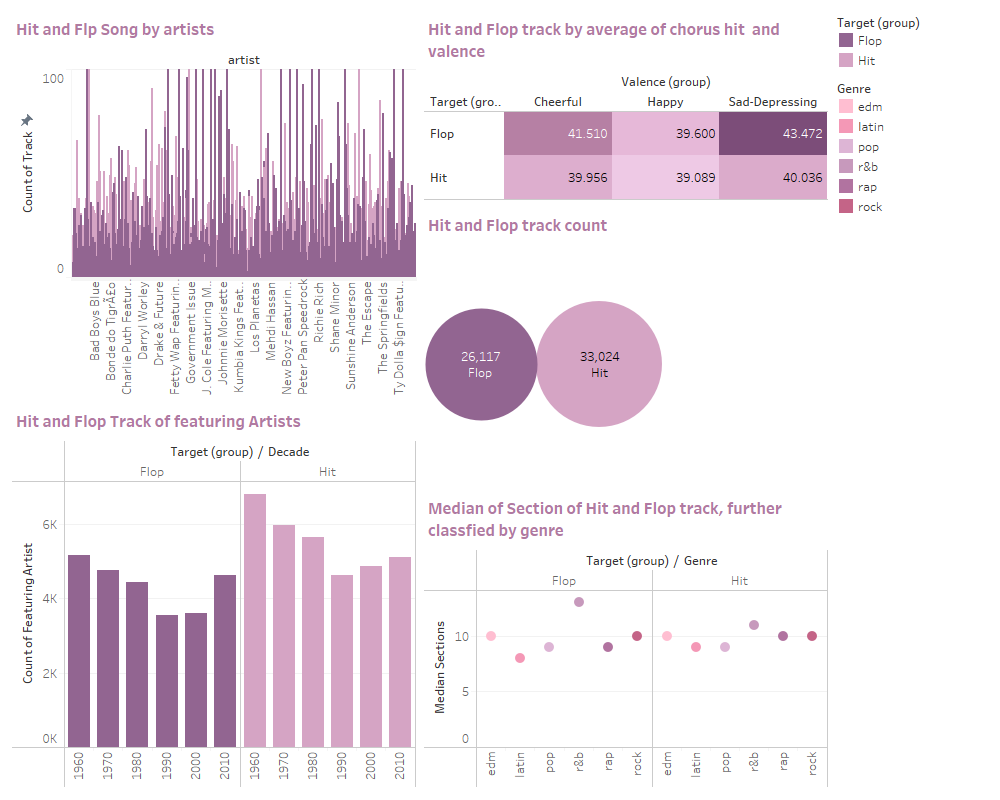 Hit and Flp Song by artists
artist
100
0
Count of Track
Bad Boys Blue
Bonde do TigrÃ£o
Charlie Puth Featur..
Darryl Worley
Drake & Future
Fetty Wap Featurin..
Government Issue
J. Cole Featuring M..
Johnnie Morisette
Kumbia Kings Feat..
Los Planetas
Mehdi Hassan
New Boyz Featurin..
Peter Pan Speedrock
Richie Rich
Shane Minor
Sunshine Anderson
The Escape
The Springfields
Ty Dolla $ign Featu..
Hit and Flop track by average of chorus hit and
valence
Valence (group)
Target (gro.. Cheerful Happy Sad-Depressing
Flop 41.510 39.600 43.472
Hit 39.956 39.089 40.036
Target (group)
Flop
Hit
Genre
edm
latin
pop
r&b
rap
rock
Hit and Flop track count
26,117
Flop
33,024
Hit
Hit and Flop Track of featuring Artists
Target (group) / Decade
Flop Hit
6K
4K
2K
0K
Count of Featuring Artist
1960 1970 1980 1990 2000 2010 1960 1970 1980 1990 2000 2010
Median of Section of Hit and Flop track, further
classfied by genre
Target (group) / Genre
Flop Hit
10
5
0
Median Sections
edm latin pop r&b rap rock edm latin pop r&b rap rock